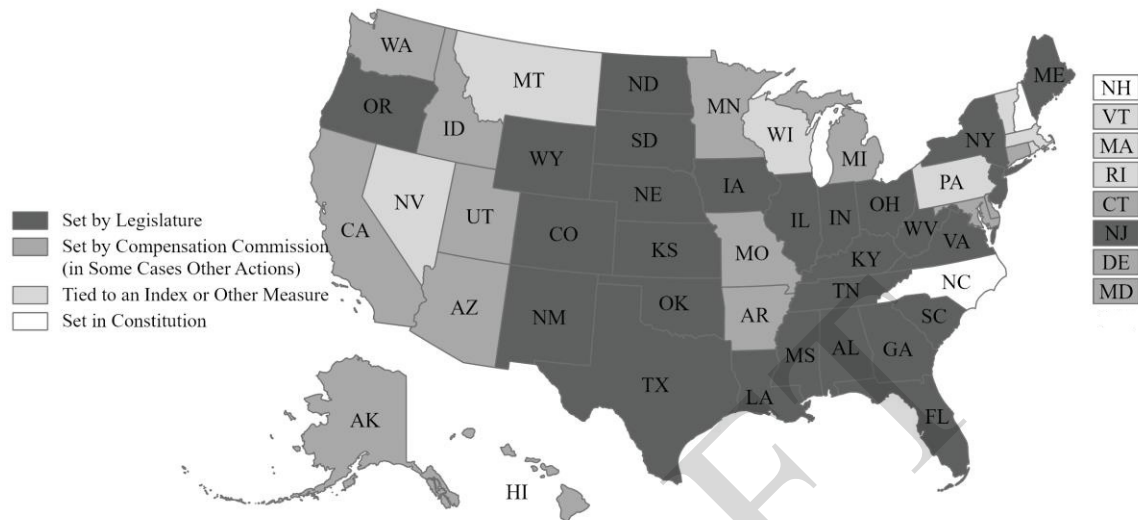 WA
MT
ND
MN
ME
OR
ID
WY
SD
WI
MI
NY
NV
UT
NE
IA
PA
CA
CO
KS
MO
IL
IN
OH
WV
VA
KY
AZ
NM
OK
AR
TN
NC
SC
TX
LA
MS
AL
GA
FL
AK
HI
Set by Legislature
Set by Compensation Commission
(in Some Cases Other Actions)
Tied to an Index or Other Measure
Set in Constitution
NH
VT
MA
RI
CT
NJ
DE
MD